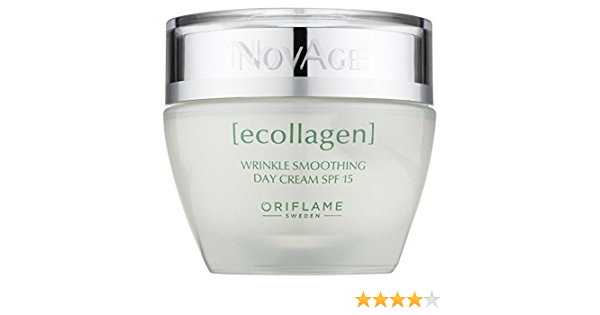 NOVAGE
[ecollagen]
WRINKLE SMOOTHING
DAY CREAM SPF 15
ORIFLAME
SWEDEN